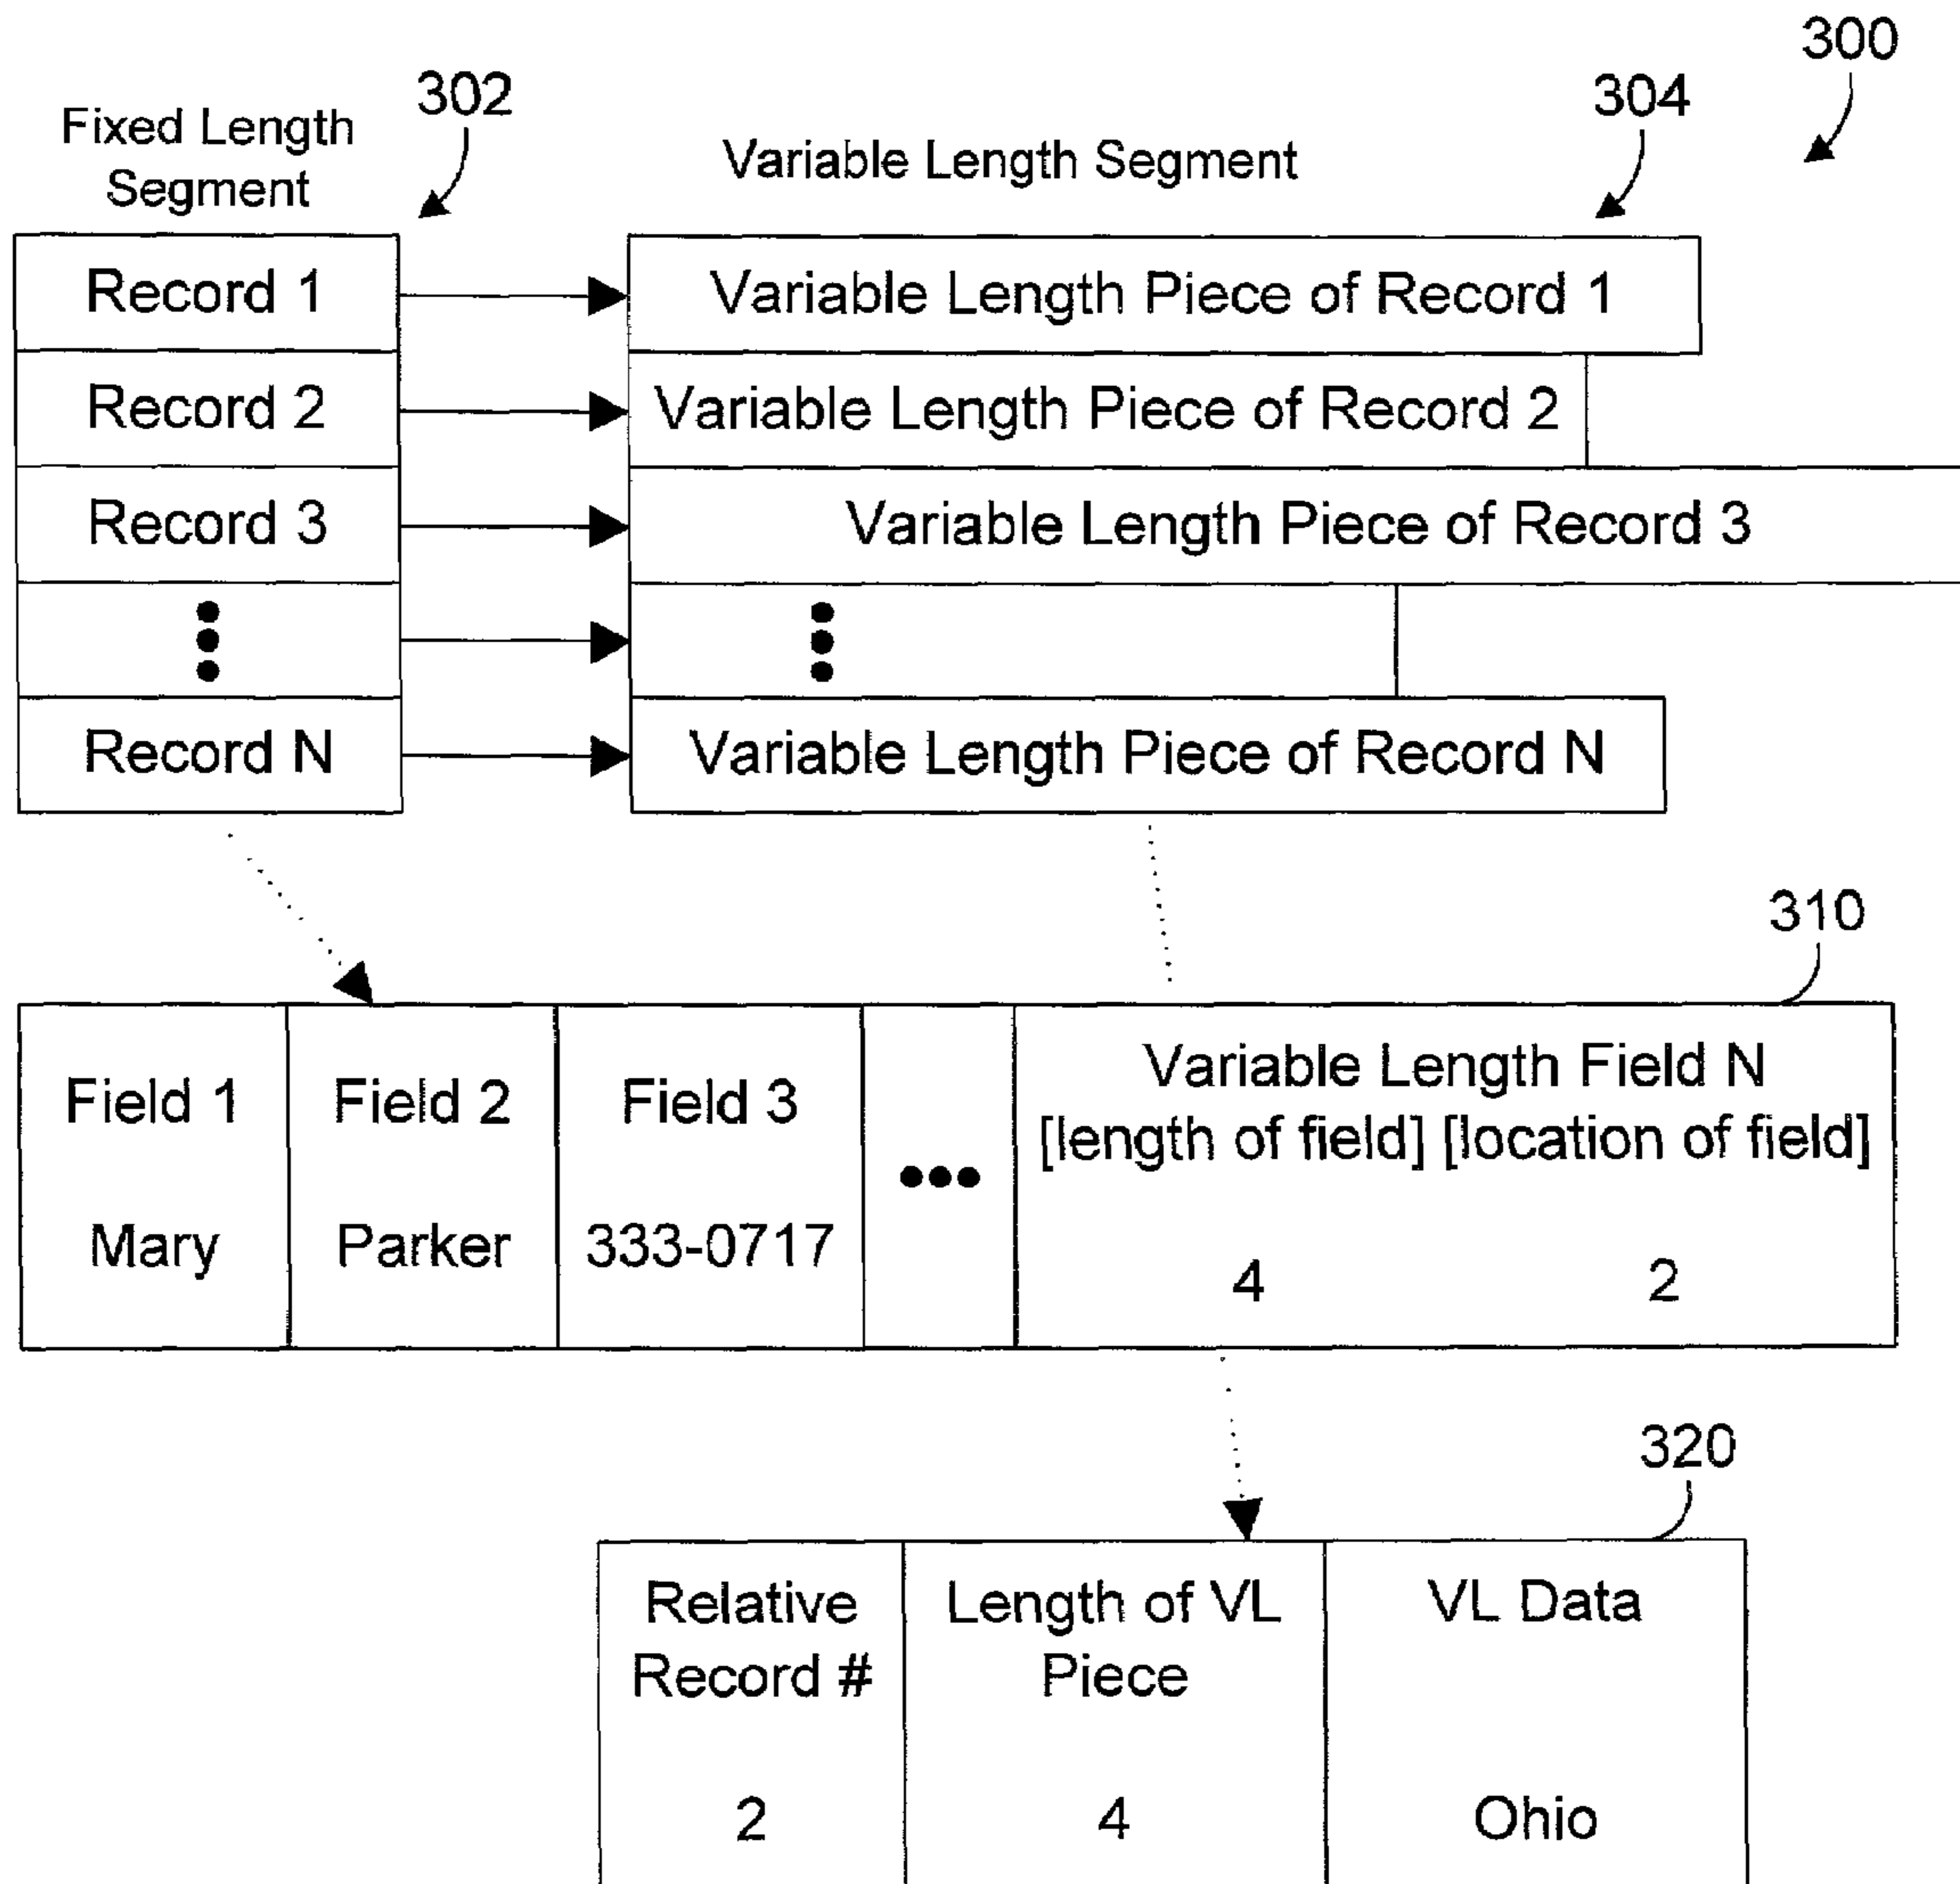 300
302
304
Fixed Length
Segment
Variable Length Segment
Record 1
Variable Length Piece of Record 1
Record 2
Variable Length Piece of Record 2
Record 3
Variable Length Piece of Record 3
Record N
Variable Length Piece of Record N
310
Field 1
Field 2
Field 3
Variable Length Field N
[length of field] [location of field]
Mary
Parker
333-0717
4
2
320
Relative
Record #
Length of VL
Piece
VL Data
2
4
Ohio